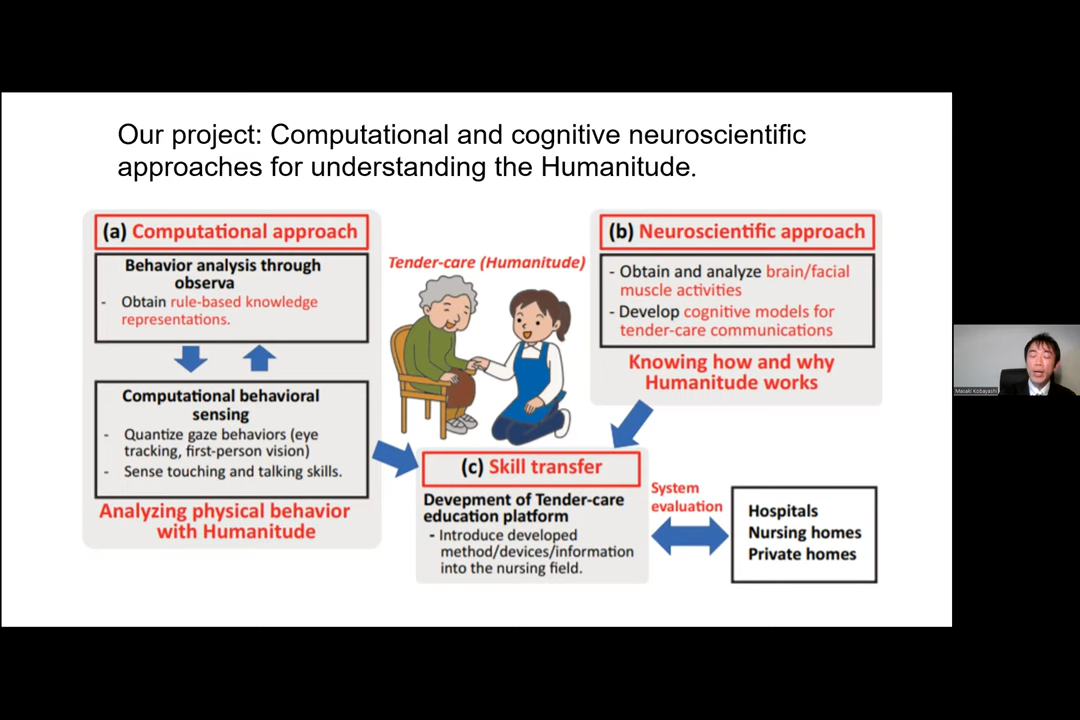 Our project: Computational and cognitive neuroscientific
approaches for understanding the Humanitude.
(a) Computational approach
Behavior analysis through
observa
- Obtain rule-based knowledge
representations.
Computational behavioral
sensing
- Quantize gaze behaviors (eye
tracking, first-person vision)
- Sense touching and talking skills.
Analyzing physical behavior
with Humanitude
Tender-care (Humanitude)
(b) Neuroscientific approach
- Obtain and analyze brain/facial
muscle activities
- Develop cognitive models for
tender-care communications
Knowing how and why
Humanitude works
(c) Skill transfer
Devepment of Tender-care
education platform
- Introduce developed
method/devices/information
into the nursing field.
System
evaluation
Hospitals
Nursing homes
Private homes
Masaki Kobayashi